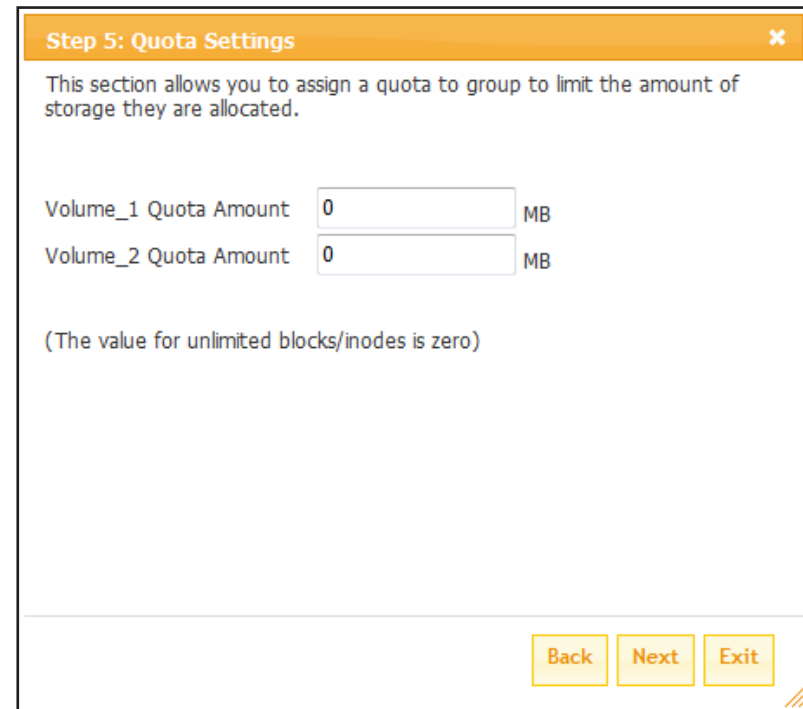 Step 5: Quota Settings
This section allows you to assign a quota to group to limit the amount of
storage they are allocated.
Volume_1 Quota Amount 0 MB
Volume_2 Quota Amount 0 MB
(The value for unlimited blocks/inodes is zero)
Back Next Exit